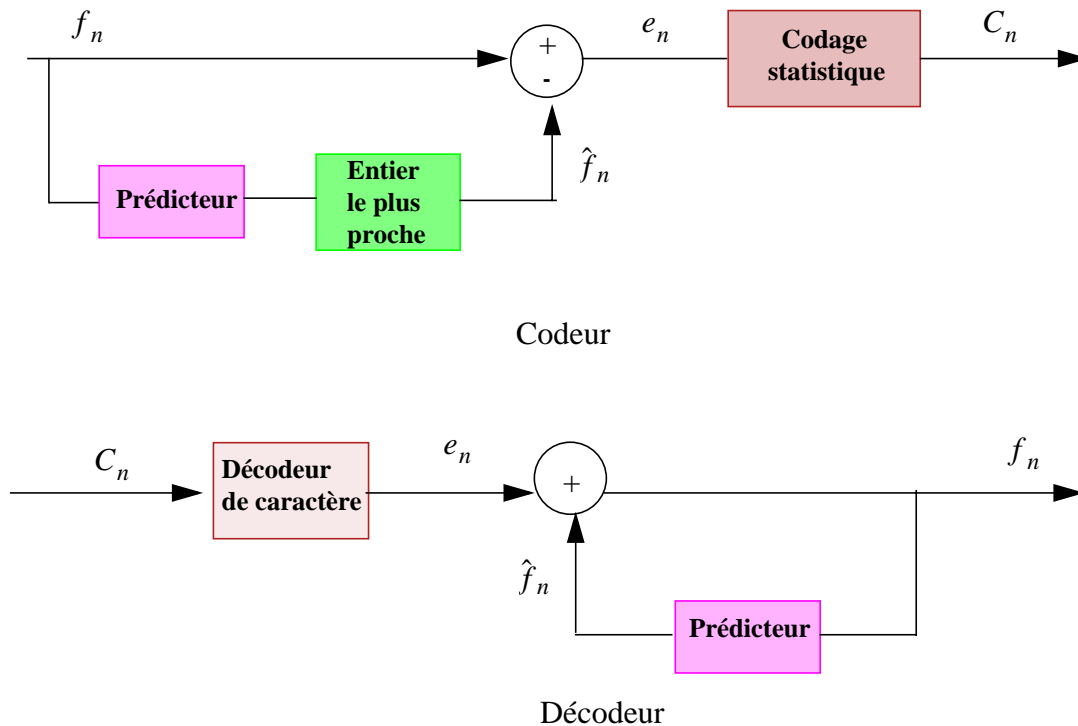 f_n
+
-
e_n
Codage
statistique
C_n
Prédicteur
Entier
le plus
proche
f̂_n
Codeur
C_n
Décodeur
de caractère
e_n
+
f_n
f̂_n
Prédicteur
Décodeur